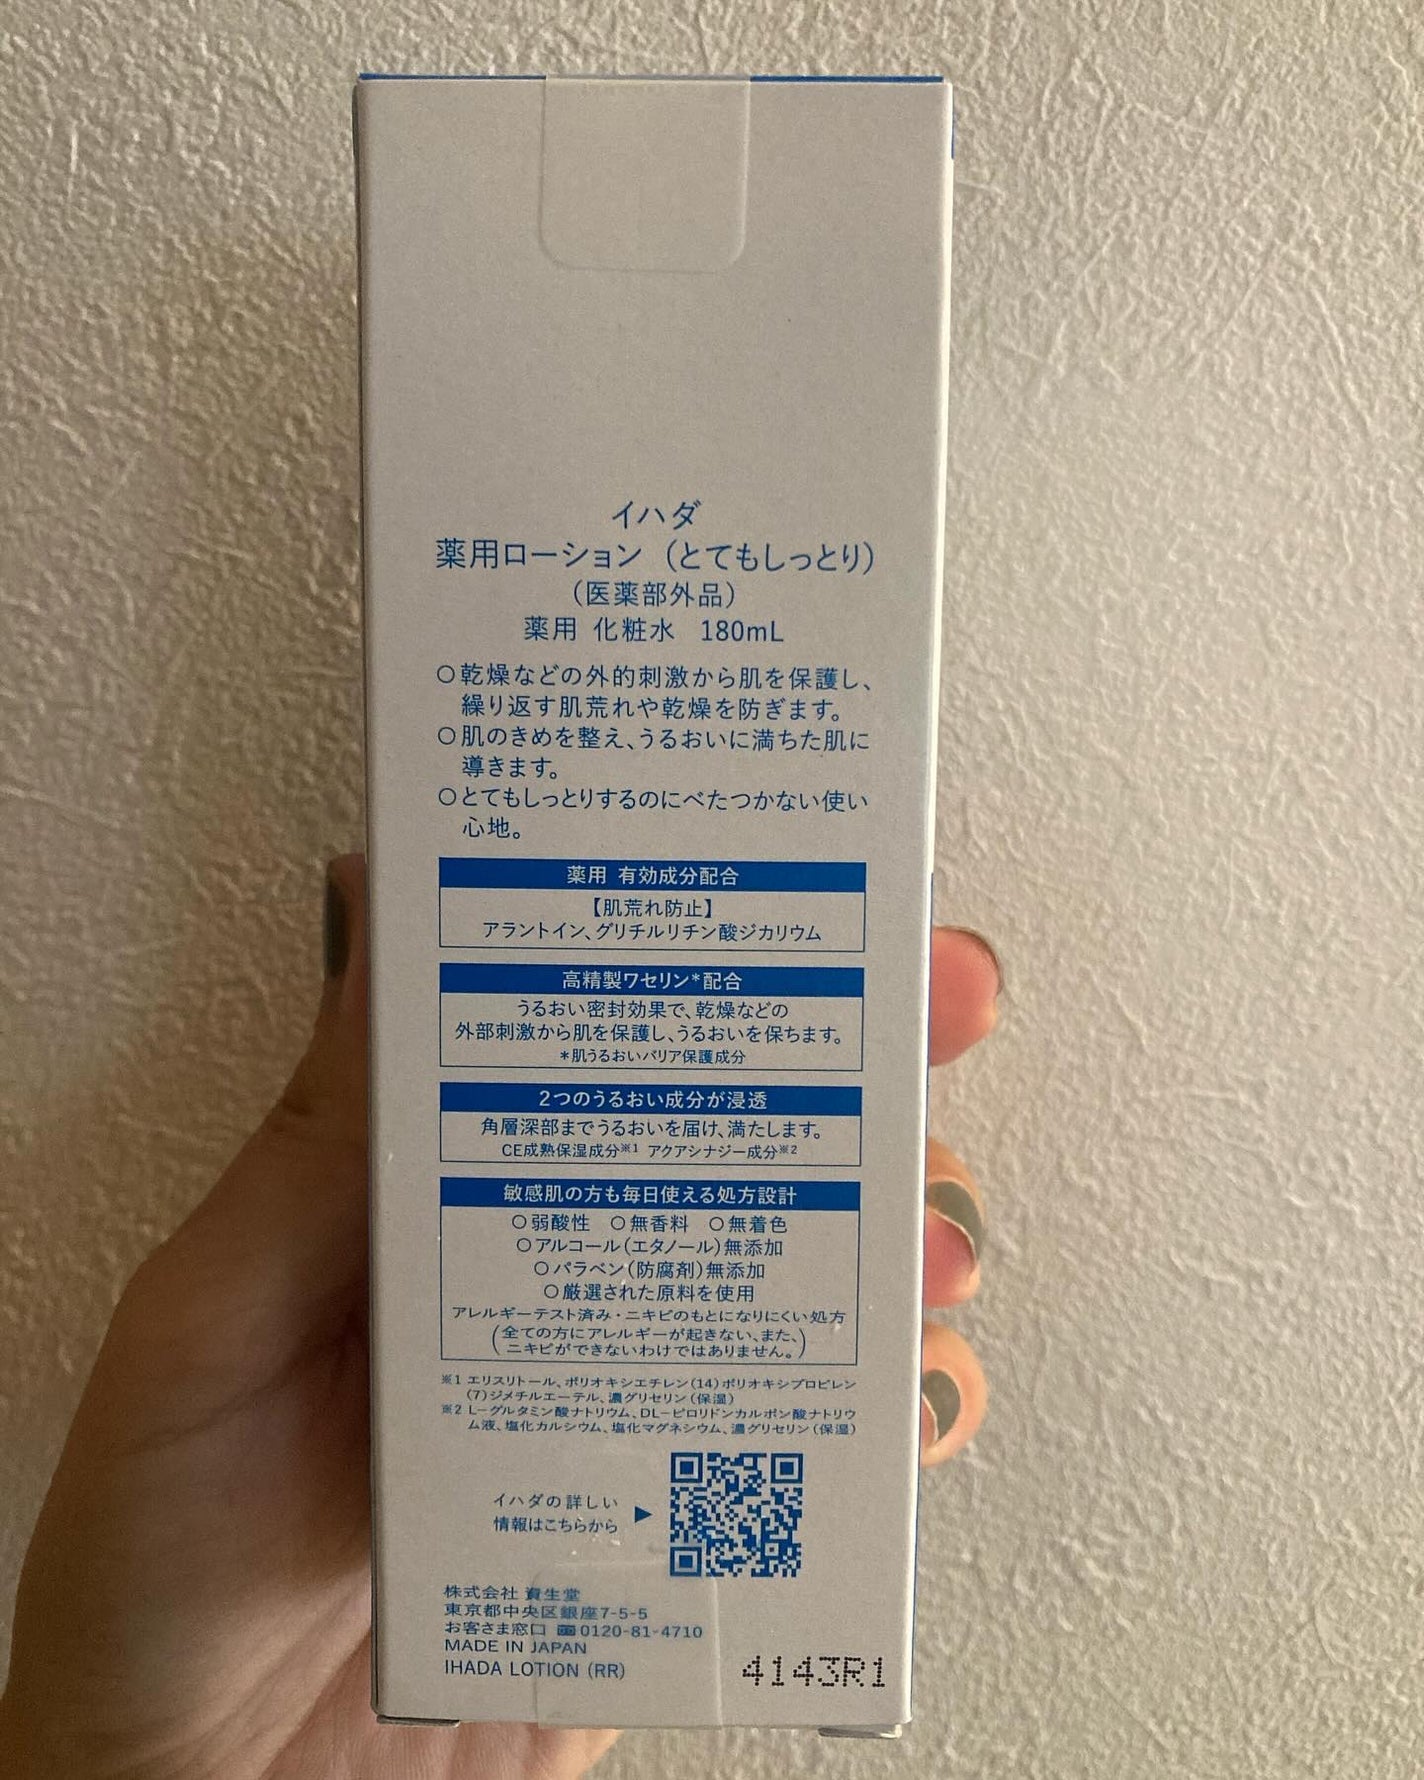 イハダ
薬用ローション（とてもしっとり）
（医薬部外品）
薬用 化粧水 180mL
○乾燥などの外的刺激から肌を保護し、
繰り返す肌荒れや乾燥を防ぎます。
○肌のきめを整え、うるおいに満ちた肌に
導きます。
○とてもしっとりするのにべたつかない使い
心地。
薬用 有効成分配合
【肌荒れ防止】
アラントイン、グリチルリチン酸ジカリウム
高精製ワセリン*配合
うるおい密封効果で、乾燥などの
外部刺激から肌を保護し、うるおいを保ちます。
*肌うるおいバリア保護成分
2つのうるおい成分が浸透
角層深部までうるおいを届け、満たします。
CE成熟保湿成分※1 アクアシナジー成分※2
敏感肌の方も毎日使える処方設計
○弱酸性 ○無香料 ○無着色
○アルコール（エタノール）無添加
○パラベン（防腐剤）無添加
○厳選された原料を使用
アレルギーテスト済み・ニキビのもとになりにくい処方
（全ての方にアレルギーが起きない、また、
ニキビができないわけではありません。）
※1 エリスリトール、ポリオキシエチレン(14)ポリオキシプロピレン
(7)ジメチルエーテル、濃グリセリン（保湿）
※2 L-グルタミン酸ナトリウム、DL-ピロリドンカルボン酸ナトリウ
ム液、塩化カルシウム、塩化マグネシウム、濃グリセリン（保湿）
イハダの詳しい
情報はこちらから
株式会社 資生堂
東京都中央区銀座7-5-5
お客さま窓口 0120-81-4710
MADE IN JAPAN
IHADA LOTION (RR)
4143R1